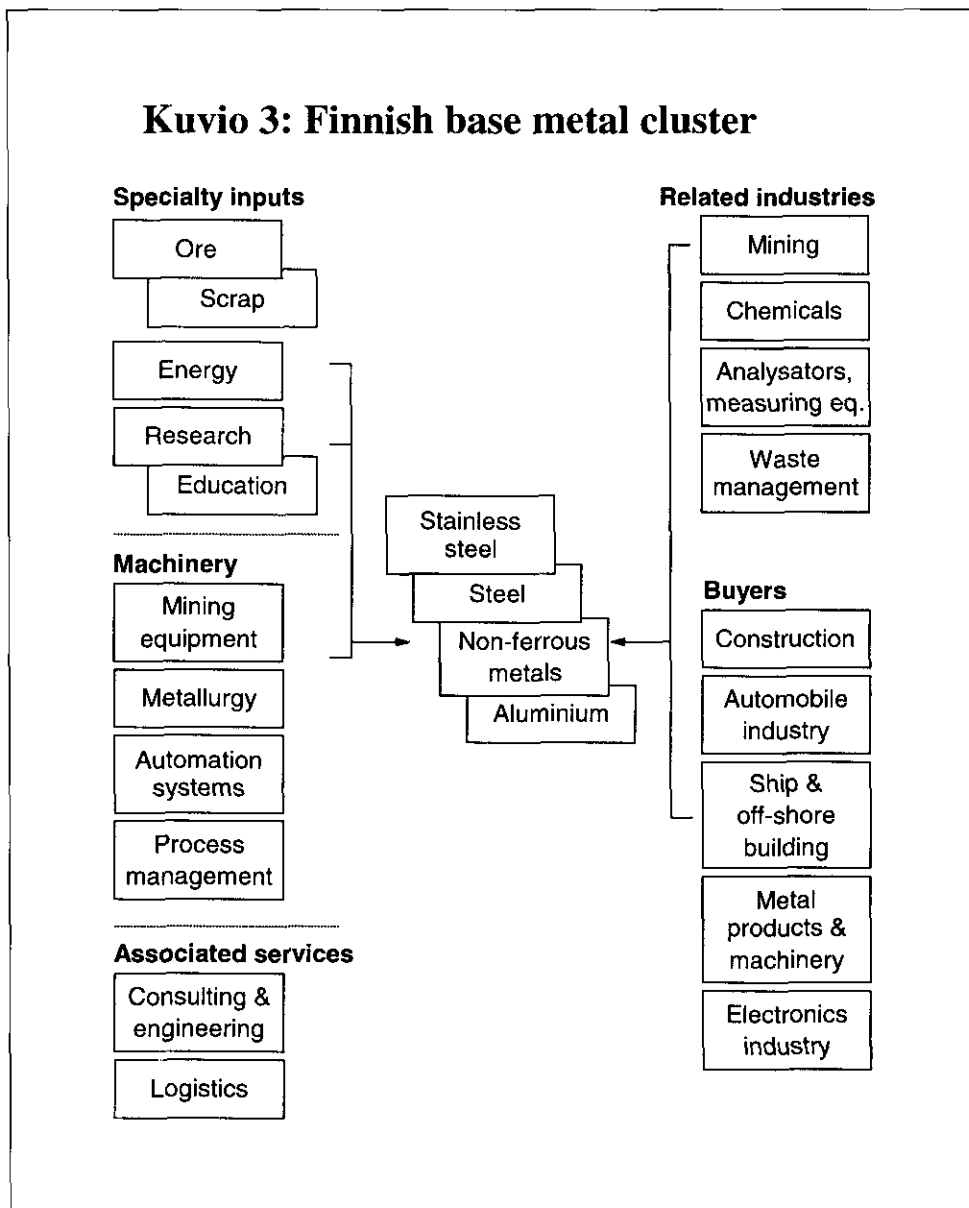 Kuvio 3: Finnish base metal cluster
Specialty inputs
Ore
Scrap
Energy
Research
Education
Machinery
Mining
equipment
Metallurgy
Automation
systems
Process
management
Associated services
Consulting &
engineering
Logistics
Stainless
steel
Steel
Non-ferrous
metals
Aluminium
Related industries
Mining
Chemicals
Analysators,
measuring eq.
Waste
management
Buyers
Construction
Automobile
industry
Ship &
off-shore
building
Metal
products &
machinery
Electronics
industry